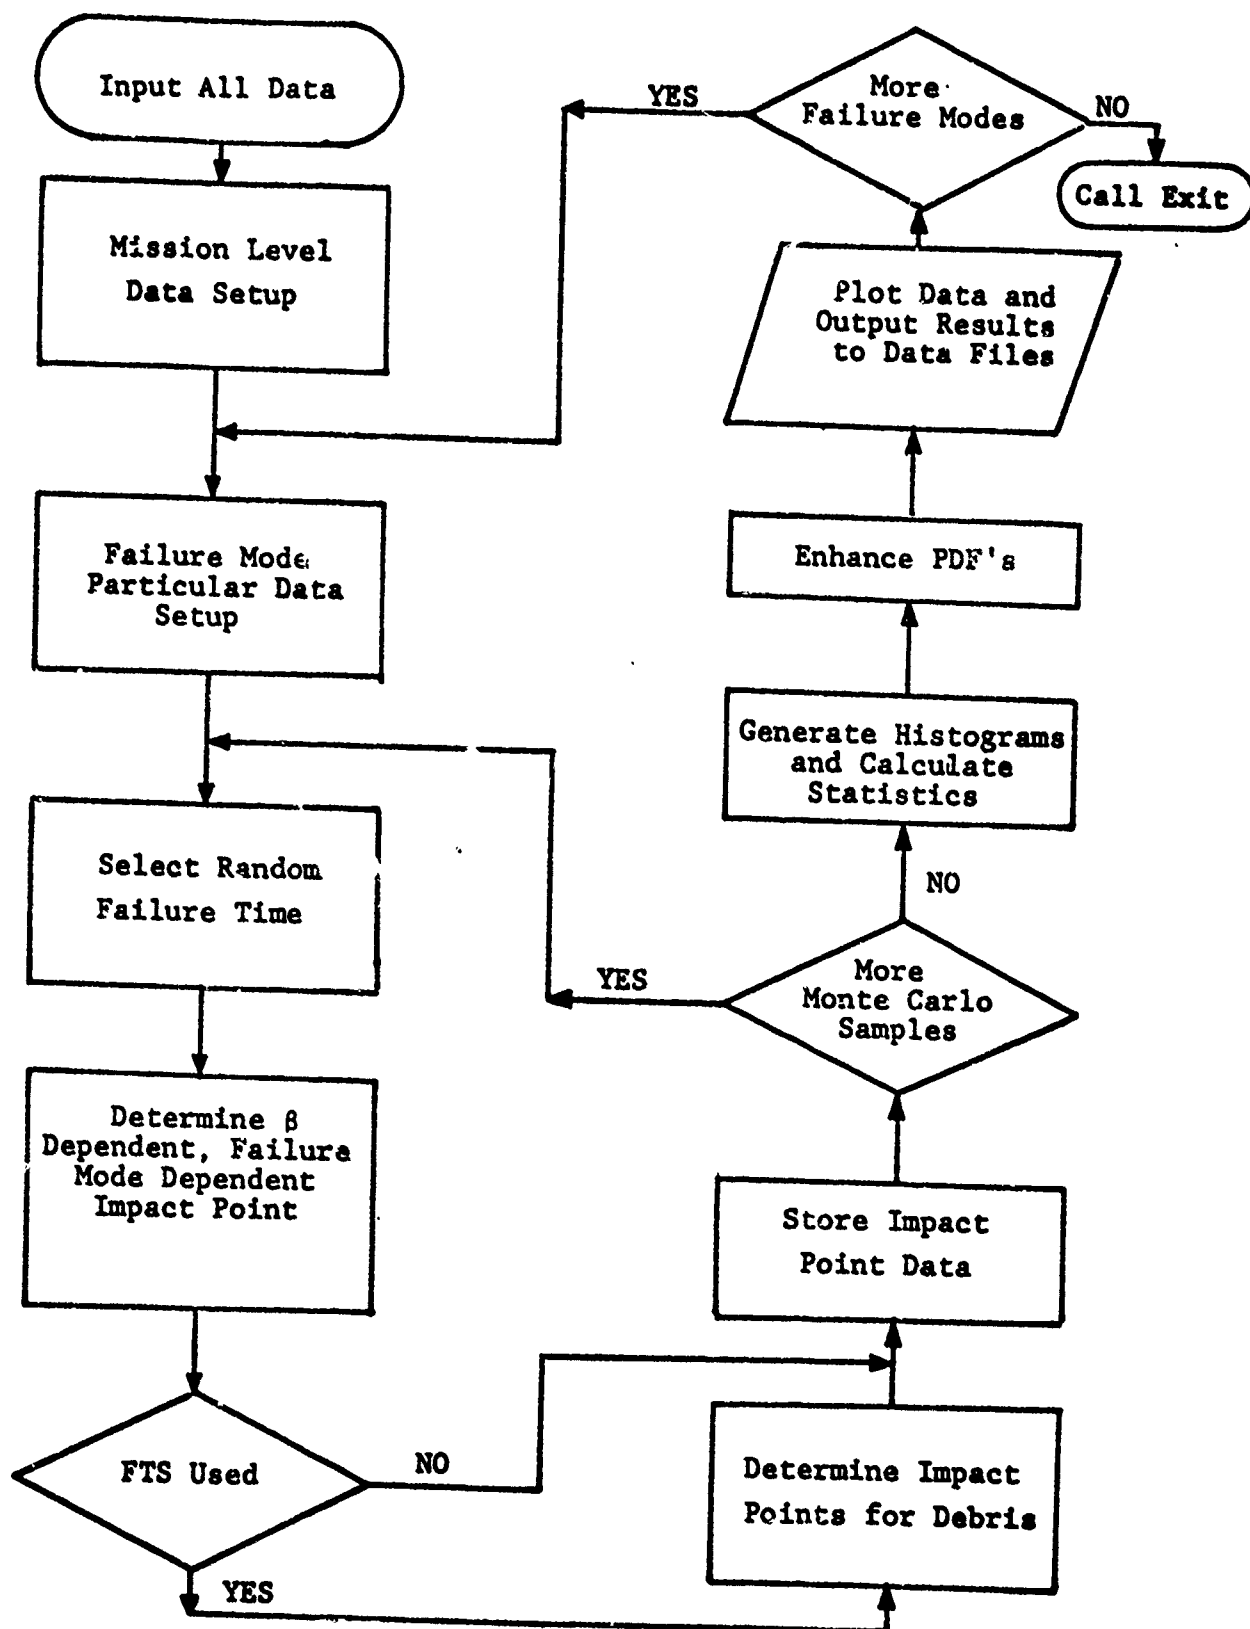 Input All Data
Mission Level
Data Setup
Failure Mode
Particular Data
Setup
Select Random
Failure Time
Determine β
Dependent, Failure
Mode Dependent
Impact Point
FTS Used
NO
YES
Determine Impact
Points for Debris
Store Impact
Point Data
More
Monte Carlo
Samples
YES
NO
Generate Histograms
and Calculate
Statistics
Enhance PDF's
Plot Data and
Output Results
to Data Files
More
Failure Modes
YES
NO
Call Exit